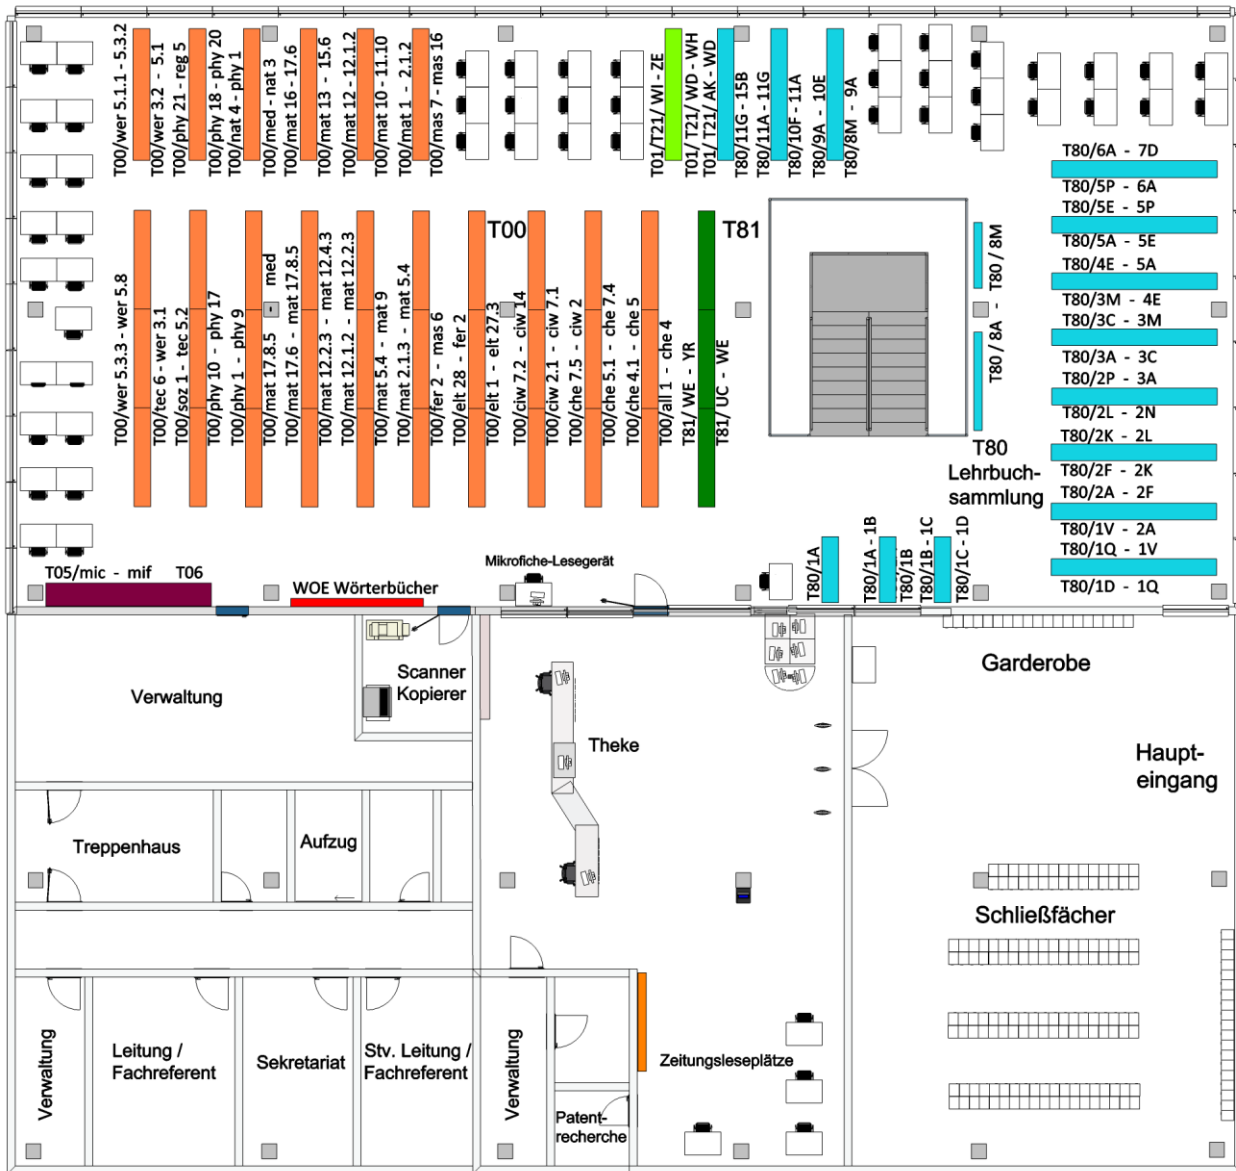 T00/wer 5.1.1 - 5.3.2
T00/wer 3.2 - 5.1
T00/phy 21 - reg 5
T00/phy 18 - phy 20
T00/nat 4 - phy 1
T00/med - nat 3
T00/mat 16 - 17.6
T00/mat 13 - 15.6
T00/mat 12 - 12.1.2
T00/mat 10 - 11.10
T00/mat 1 - 2.1.2
T00/mas 7 - mas 16
T01/T21/ WI - ZE
T01/ T21/ WD - WH
T01/ T21/ AK - WD
T80/11G - 15B
T80/11A - 11G
T80/10F - 11A
T80/9A - 10E
T80/8M - 9A
T80/6A - 7D
T80/5P - 6A
T80/5E - 5P
T80/5A - 5E
T80/4E - 5A
T80/3M - 4E
T80/3C - 3M
T80/3A - 3C
T80/2P - 3A
T80/2L - 2N
T80/2K - 2L
T80/2F - 2K
T80/2A - 2F
T80/1V - 2A
T80/1Q - 1V
T80/1D - 1Q
T00
T81
T00/wer 5.3.3 - wer 5.8
T00/tec 6 - wer 3.1
T00/soz 1 - tec 5.2
T00/phy 10 - phy 17
T00/phy 1 - phy 9
T00/mat 17.8.5 - med
T00/mat 17.6 - mat 17.8.5
T00/mat 12.2.3 - mat 12.4.3
T00/mat 12.1.2 - mat 12.2.3
T00/mat 5.4 - mat 9
T00/mat 2.1.3 - mat 5.4
T00/fer 2 - mas 6
T00/elt 28 - fer 2
T00/elt 1 - elt 27.3
T00/ciw 7.2 - ciw 14
T00/ciw 2.1 - ciw 7.1
T00/che 7.5 - ciw 2
T00/che 5.1 - che 7.4
T00/che 4.1 - che 5
T00/all 1 - che 4
T81/ WE - YR
T81/ UC - WE
T80 / 8A - T80 / 8M
T80
Lehrbuch-
sammlung
T80/1A
T80/1A - 1B
T80/1B
T80/1B - 1C
T80/1C - 1D
T05/mic - mif T06
WOE Wörterbücher
Mikrofiche-Lesegerät
Verwaltung
Scanner
Kopierer
Theke
Garderobe
Haupt-
eingang
Treppenhaus
Aufzug
Schließfächer
Verwaltung
Leitung /
Fachreferent
Sekretariat
Stv. Leitung /
Fachreferent
Verwaltung
Patent-
recherche
Zeitungsleseplätze